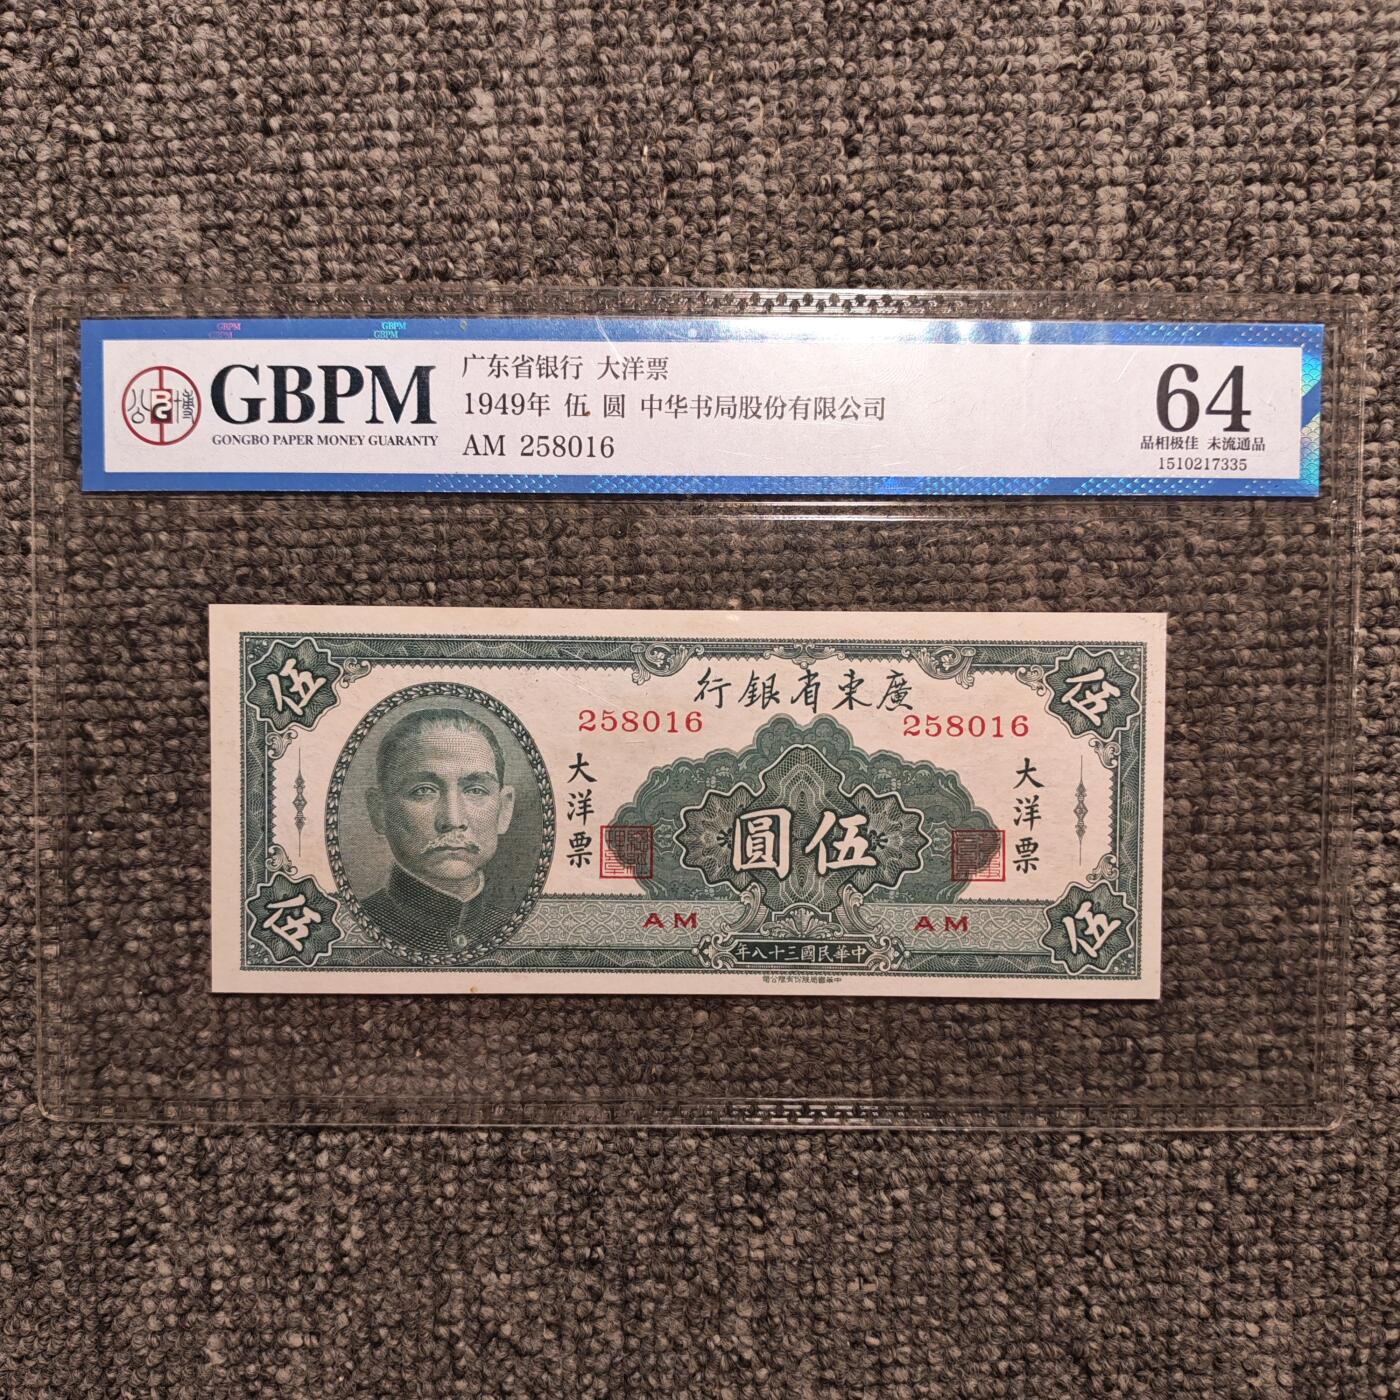 GBPM
GBPM
GBPM
公博
GBPM
GONGBO PAPER MONEY GUARANTY
广东省银行 大洋票
1949年 伍 圆 中华书局股份有限公司
AM 258016
64
品相极佳 未流通品
1510217335
行銀省東廣
258016
258016
伍
伍
大洋票
大洋票
圓伍
AM
AM
伍
伍
年八十三國民華中